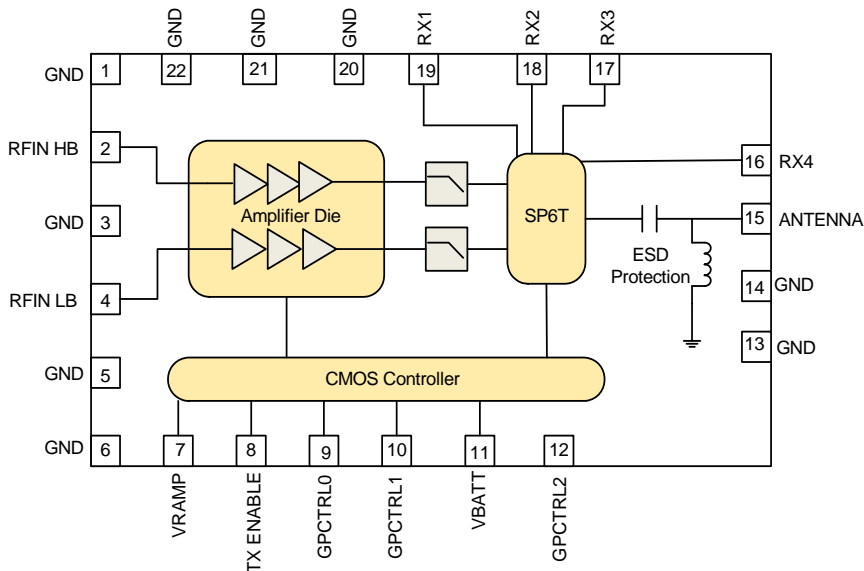 GND
GND
GND
RX1
RX2
RX3
22
21
20
19
18
17
GND
1
RFIN HB
2
GND
3
RFIN LB
4
GND
5
GND
6
Amplifier Die
SP6T
16
RX4
15
ANTENNA
ESD
Protection
14
GND
13
GND
CMOS Controller
7
8
9
10
11
12
VRAMP
TX ENABLE
GPCTRL0
GPCTRL1
VBATT
GPCTRL2